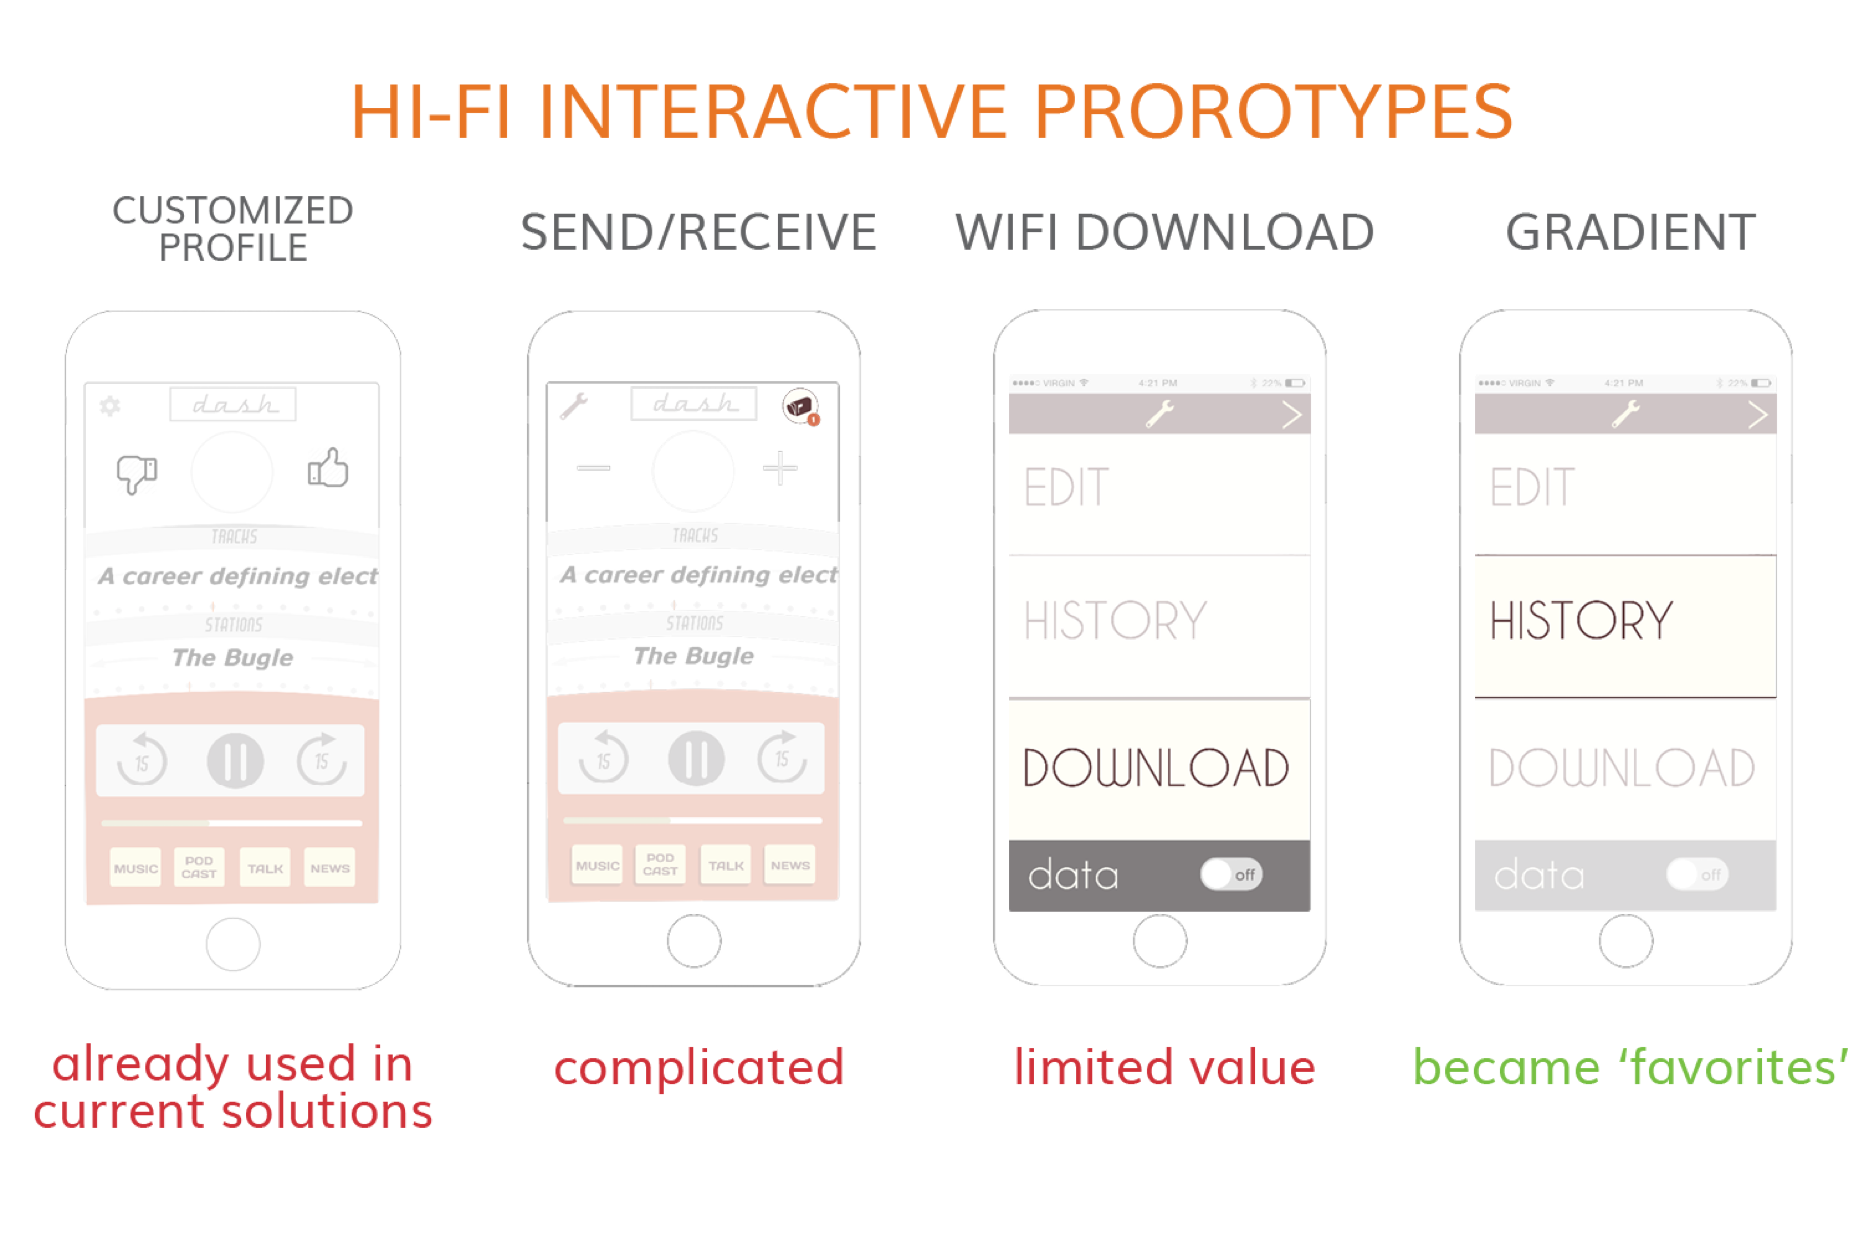 HI-FI INTERACTIVE PROROTYPES
CUSTOMIZED
PROFILE
dash
TRACKS
A career defining elect
STATIONS
The Bugle
15
15
MUSIC
POD
CAST
TALK
NEWS
already used in
current solutions
SEND/RECEIVE
dash
1
TRACKS
A career defining elect
STATIONS
The Bugle
15
15
MUSIC
POD
CAST
TALK
NEWS
complicated
WIFI DOWNLOAD
VIRGIN 4:21 PM 22%
EDIT
HISTORY
DOWNLOAD
data off
limited value
GRADIENT
VIRGIN 4:21 PM 22%
EDIT
HISTORY
DOWNLOAD
data off
became ‘favorites’